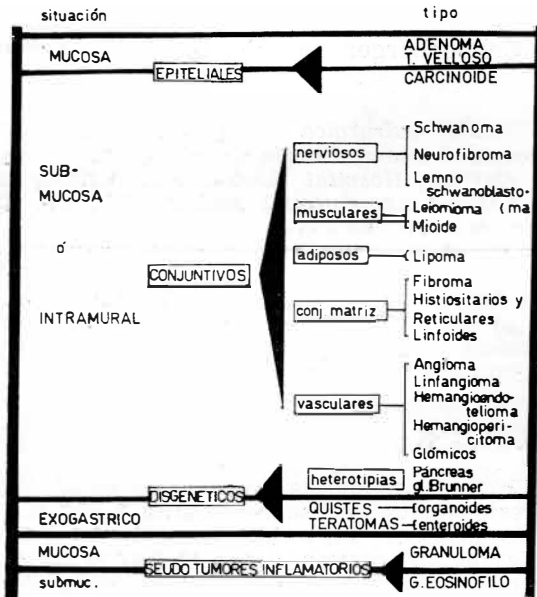 situación tipo
MUCOSA
EPITELIALES
ADENOMA
T. VELLOSO
CARCINOIDE
SUB-
MUCOSA
ó
INTRAMURAL
CONJUNTIVOS
nerviosos
Schwanoma
Neurofibroma
Lemno
schwanoblasto-
musculares
Leiomioma (ma
Mioide
adiposos
Lipoma
conj. matriz
Fibroma
Histiositarios y
Reticulares
Linfoides
vasculares
Angioma
Linfangioma
Hemangioendo-
telioma
Hemangioperi-
citoma
Glómicos
DISGENETICOS
heterotipias
Páncreas
gl. Brunner
EXOGASTRICO
QUISTES organoides
TERATOMAS enteroides
MUCOSA
submuc.
SEUDO TUMORES INFLAMATORIOS
GRANULOMA
G. EOSINOFILO